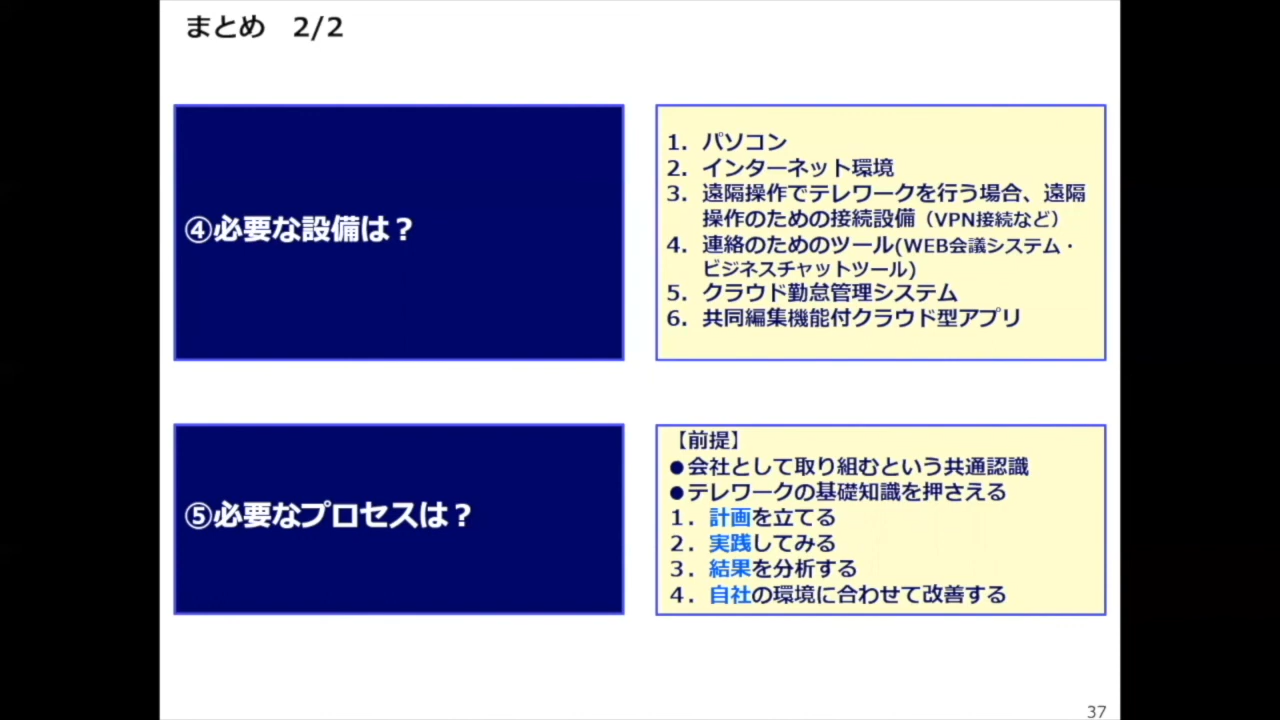 まとめ 2/2
④必要な設備は？
1. パソコン
2. インターネット環境
3. 遠隔操作でテレワークを行う場合、遠隔
操作のための接続設備（VPN接続など）
4. 連絡のためのツール(WEB会議システム・
ビジネスチャットツール)
5. クラウド勤怠管理システム
6. 共同編集機能付クラウド型アプリ
⑤必要なプロセスは？
【前提】
●会社として取り組むという共通認識
●テレワークの基礎知識を押さえる
１．計画を立てる
２．実践してみる
３．結果を分析する
４．自社の環境に合わせて改善する
37